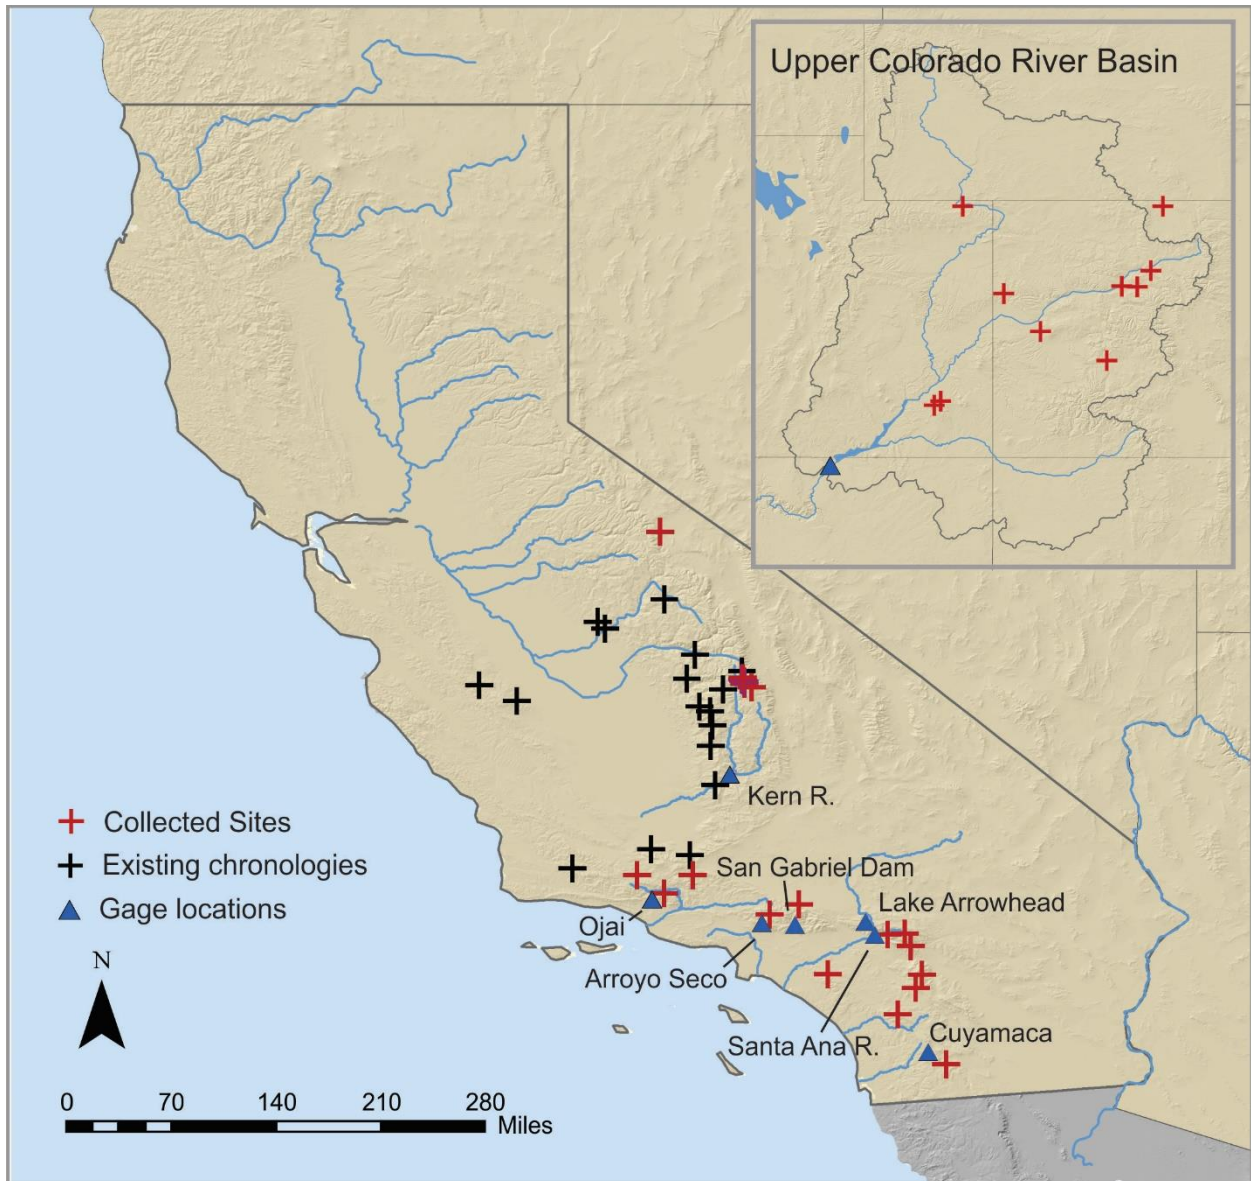 Upper Colorado River Basin
Kern R.
Collected Sites
Existing chronologies
Gage locations
San Gabriel Dam
Lake Arrowhead
Ojai
Arroyo Seco
Santa Ana R.
Cuyamaca
N
0 70 140 210 280
Miles